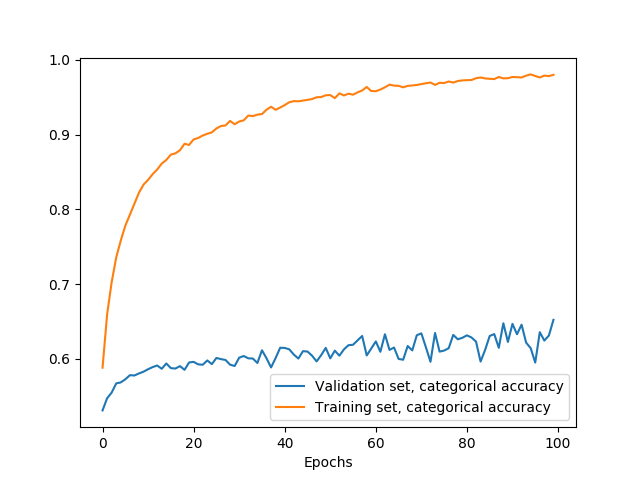 1.0
0.9
0.8
0.7
0.6
Validation set, categorical accuracy
Training set, categorical accuracy
0 20 40 60 80 100
Epochs